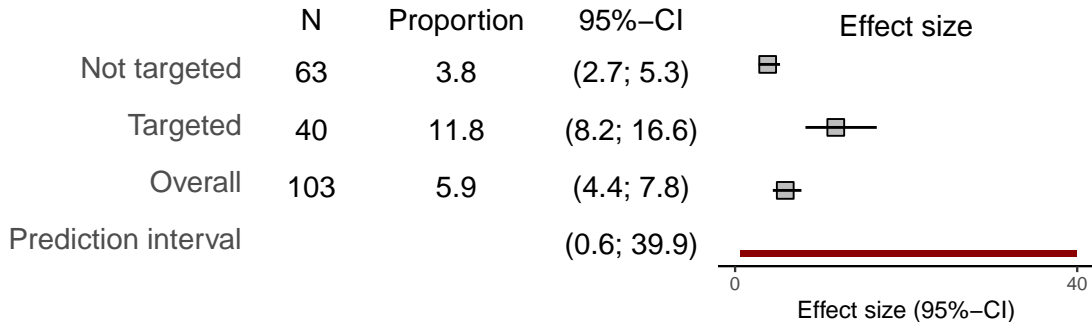 N Proportion 95%−CI Effect size
Not targeted 63 3.8 (2.7; 5.3)
Targeted 40 11.8 (8.2; 16.6)
Overall 103 5.9 (4.4; 7.8)
Prediction interval (0.6; 39.9)
0 40
Effect size (95%−CI)